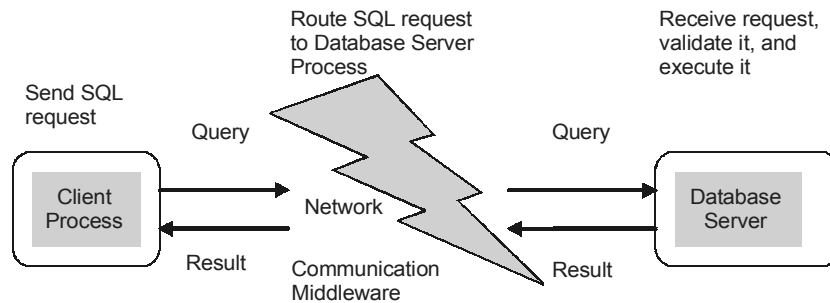 Route SQL request
to Database Server
Process
Receive request,
validate it, and
execute it
Send SQL
request
Query
Query
Client
Process
Network
Database
Server
Result
Communication
Middleware
Result